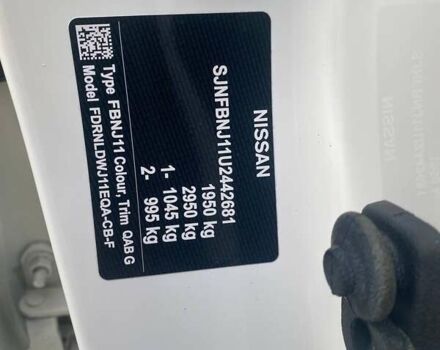 NISSAN
SJNFBNJ11U2442681
1950 kg
2950 kg
1- 1045 kg
2- 995 kg
Type FBNJ11 Colour, Trim QAB G
Model FDRNLDWJ11EQA-CB-F